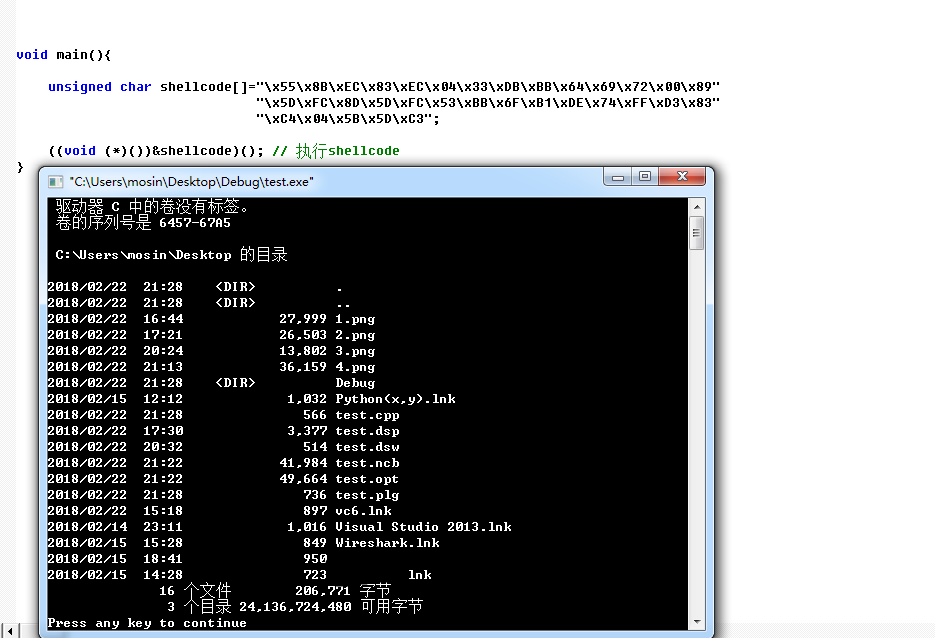 void main(){
unsigned char shellcode[]="\x55\x8B\xEC\x83\xEC\x04\x33\xDB\xBB\x64\x69\x72\x00\x89"
"\x5D\xFC\x8D\x5D\xFC\x53\xBB\x6F\xB1\xDE\x74\xFF\xD3\x83"
"\xC4\x04\x5B\x5D\xC3";
((void (*)())&shellcode)(); // 执行shellcode
}
"C:\Users\mosin\Desktop\Debug\test.exe"
驱动器 C 中的卷没有标签。
卷的序列号是 6457-67A5
C:\Users\mosin\Desktop 的目录
2018/02/22  21:28    <DIR>          .
2018/02/22  21:28    <DIR>          ..
2018/02/22  16:44            27,999 1.png
2018/02/22  17:21            26,503 2.png
2018/02/22  20:24            13,802 3.png
2018/02/22  21:13            36,159 4.png
2018/02/22  21:28    <DIR>          Debug
2018/02/15  12:12             1,032 Python(x,y).lnk
2018/02/22  21:28               566 test.cpp
2018/02/22  17:30             3,377 test.dsp
2018/02/22  20:32               514 test.dsw
2018/02/22  21:22            41,984 test.ncb
2018/02/22  21:22            49,664 test.opt
2018/02/22  21:28               736 test.plg
2018/02/22  15:18               897 vc6.lnk
2018/02/14  23:11             1,016 Visual Studio 2013.lnk
2018/02/15  15:28               849 Wireshark.lnk
2018/02/15  18:41               950
2018/02/15  14:28               723          lnk
16 个文件        206,771 字节
3 个目录 24,136,724,480 可用字节
Press any key to continue